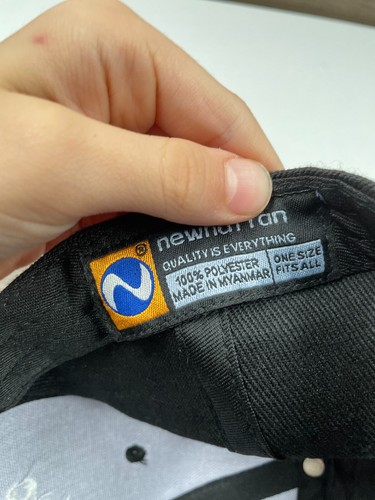 newhattan
®
QUALITY IS EVERYTHING
100% POLYESTER
MADE IN MYANMAR
ONE SIZE
FITS ALL